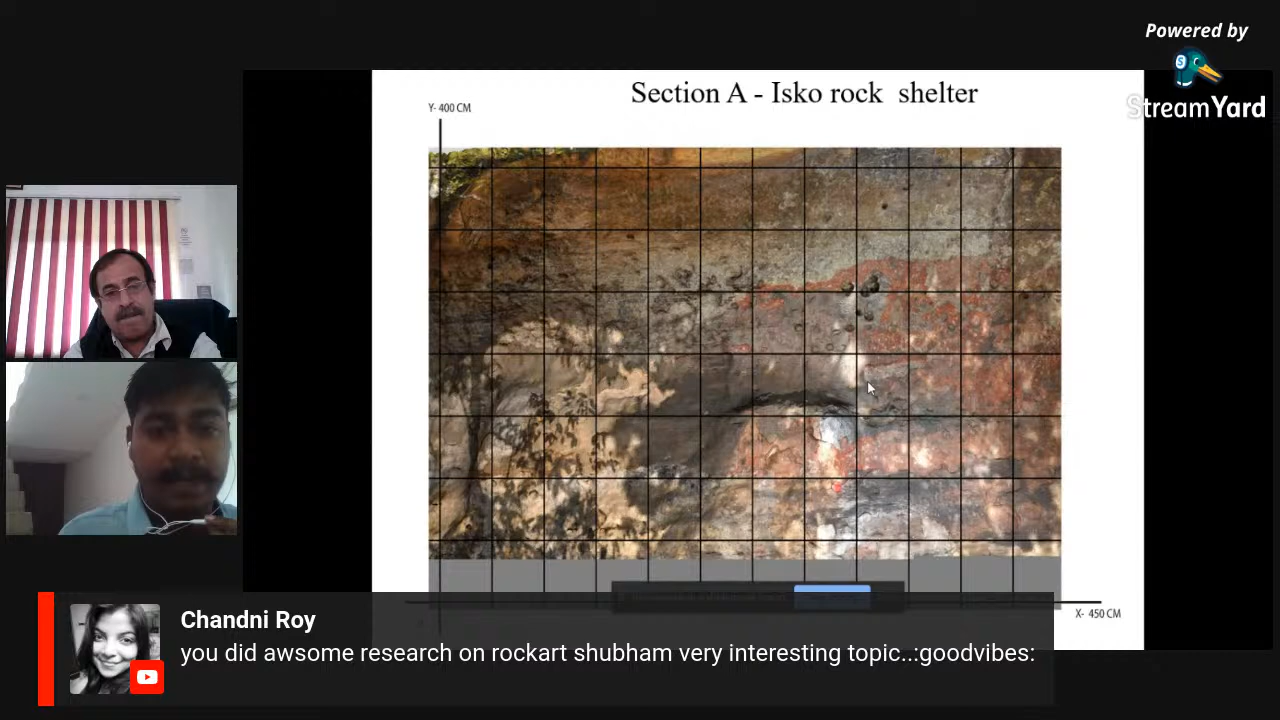 Powered by
StreamYard
Section A - Isko rock shelter
Y- 400 CM
X- 450 CM
Chandni Roy
you did awsome research on rockart shubham very interesting topic..:goodvibes: